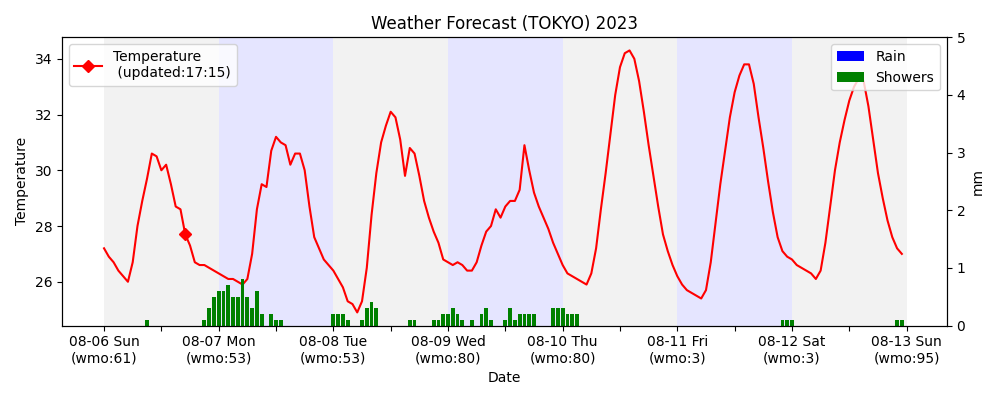 Weather Forecast (TOKYO) 2023
Temperature
(updated:17:15)
Rain
Showers
Temperature
34
32
30
28
26
5
4
3
2
1
0
mm
08-06 Sun
(wmo:61)
08-07 Mon
(wmo:53)
08-08 Tue
(wmo:53)
08-09 Wed
(wmo:80)
08-10 Thu
(wmo:80)
08-11 Fri
(wmo:3)
08-12 Sat
(wmo:3)
08-13 Sun
(wmo:95)
Date